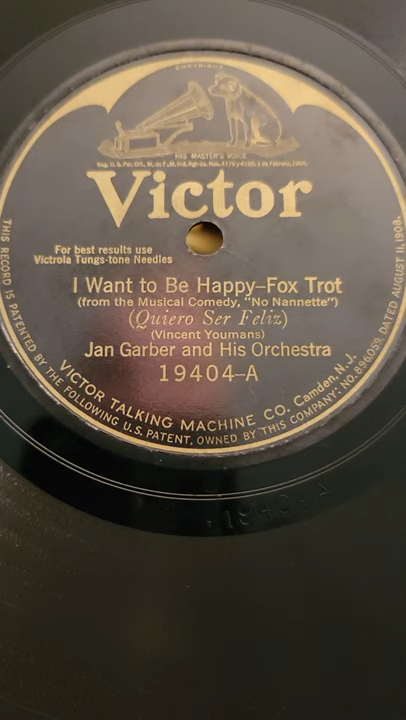 COPYRIGHT
HIS MASTER'S VOICE
Victor
For best results use
Victrola Tungs-tone Needles
I Want to Be Happy–Fox Trot
(from the Musical Comedy, "No Nannette")
(Quiero Ser Feliz)
(Vincent Youmans)
Jan Garber and His Orchestra
19404-A
VICTOR TALKING MACHINE CO. Camden, N.J.
THIS RECORD IS PATENTED BY THE FOLLOWING U.S. PATENT, OWNED BY THIS COMPANY: NO. 896,059, DATED AUGUST 11, 1908.
19404-A